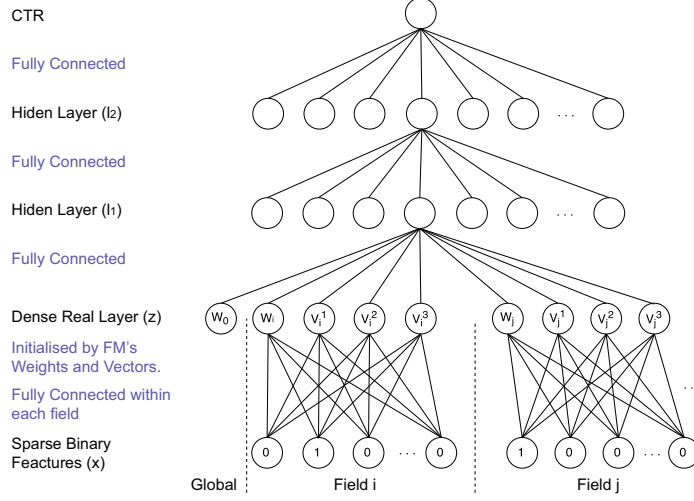 CTR
Fully Connected
Hiden Layer (l2)
. . .
Fully Connected
Hiden Layer (l1)
. . .
Fully Connected
Dense Real Layer (z) W0 Wi Vi1 Vi2 Vi3 Wj Vj1 Vj2 Vj3
Initialised by FM's
Weights and Vectors.
Fully Connected within
each field
. .
Sparse Binary
Feactures (x)
0 1 0 . . . 0 1 0 0 . . . 0
Global Field i Field j